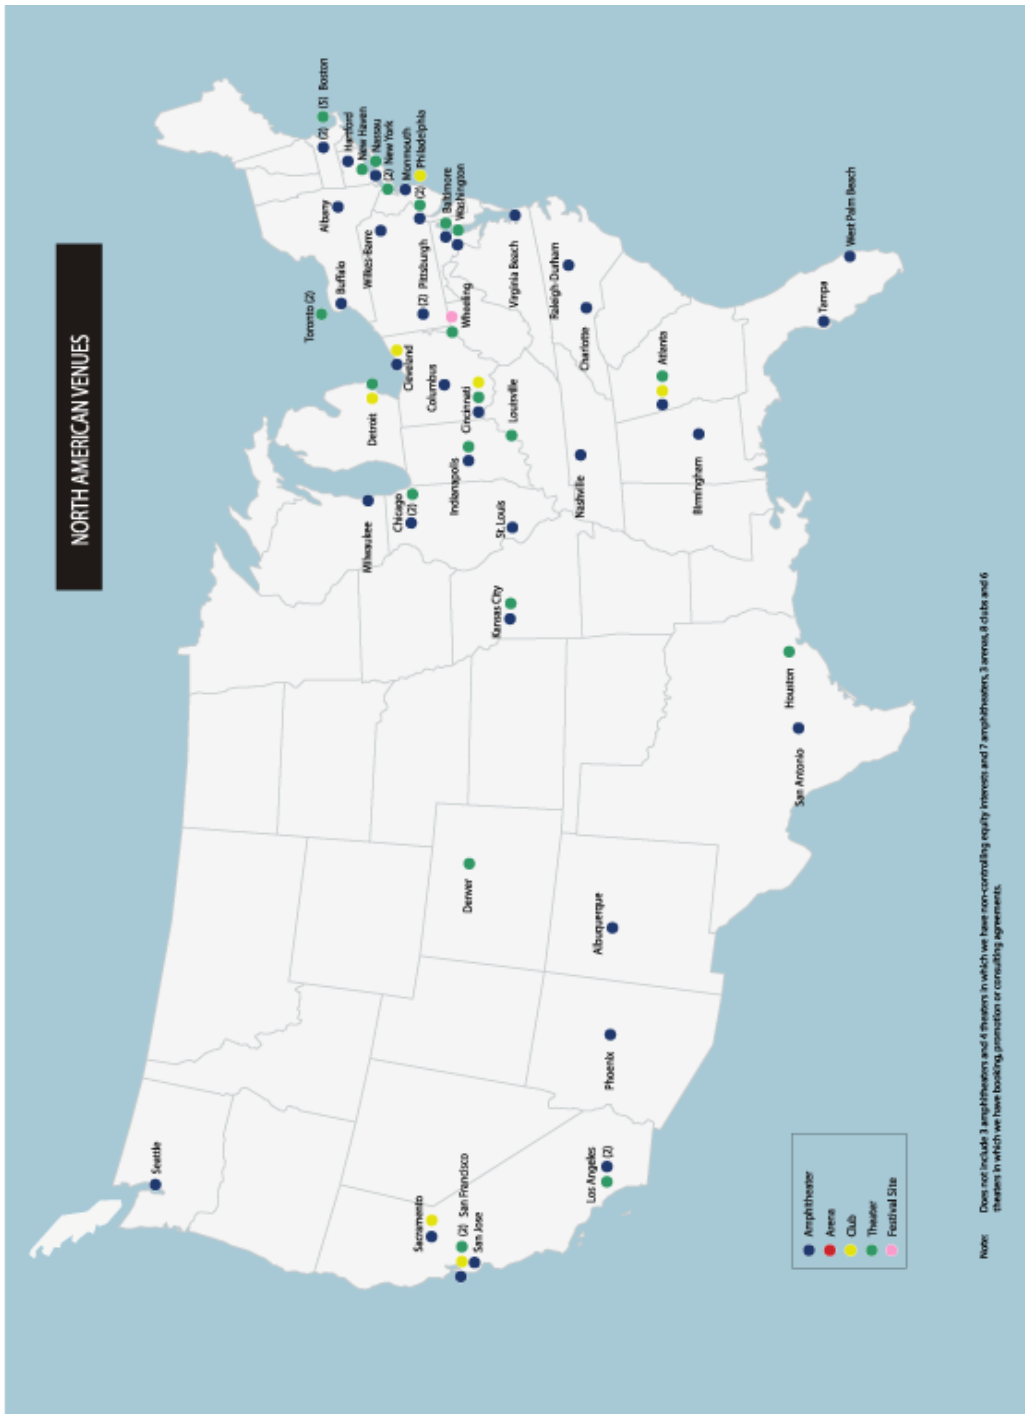 NORTH AMERICAN VENUES
Seattle
Sacramento
(2) San Francisco
San Jose
Los Angeles
(2)
Phoenix
Albuquerque
Denver
San Antonio
Houston
Kansas City
St. Louis
Milwaukee
Chicago
(2)
Indianapolis
Detroit
Cleveland
Columbus
Cincinnati
Louisville
Nashville
Birmingham
Atlanta
Charlotte
Raleigh-Durham
Virginia Beach
Tampa
West Palm Beach
Toronto (2)
Buffalo
Albany
Wilkes-Barre
(2) Pittsburgh
Wheeling
(2) (5) Boston
Hartford
New Haven
Nassau
(2) New York
Monmouth
(2) Philadelphia
Baltimore
Washington
Amphitheater
Arena
Club
Theater
Festival Site
Note: Does not include 3 amphitheaters and 4 theaters in which we have non-controlling equity interests and 7 amphitheaters, 3 arenas, 8 clubs and 6
theaters in which we have booking, promotion or consulting agreements.